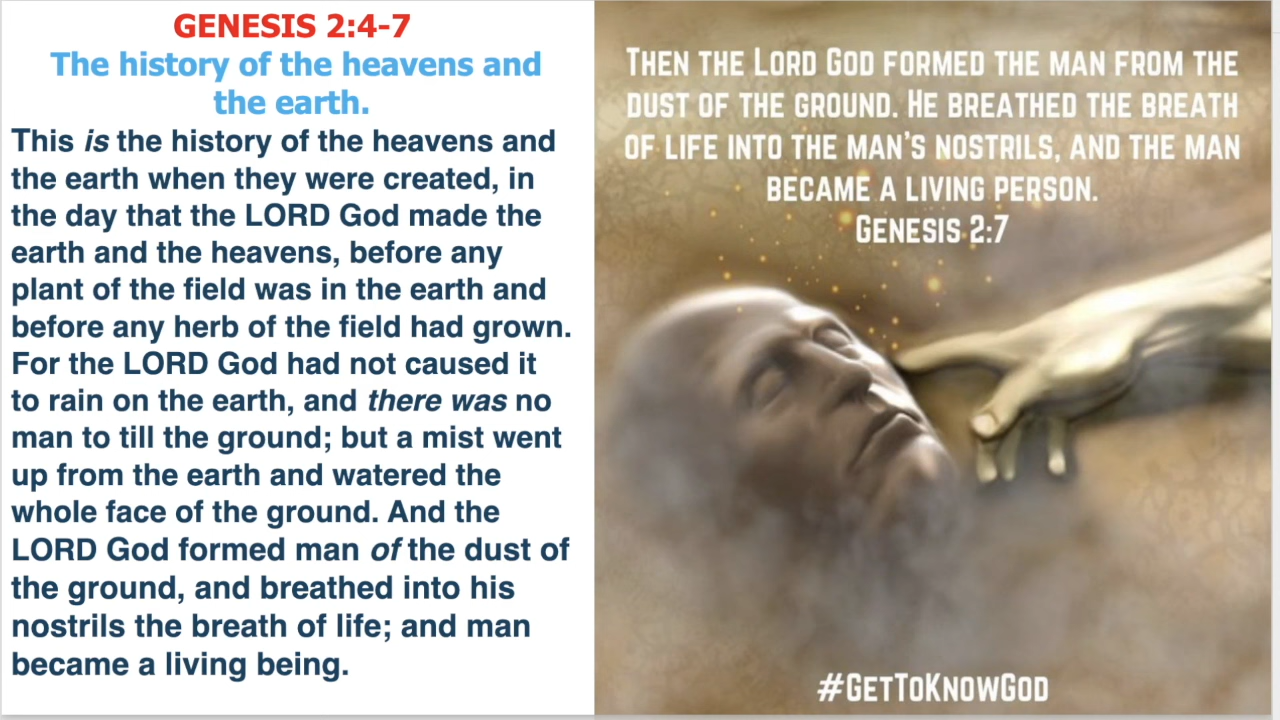 GENESIS 2:4-7
The history of the heavens and
the earth.
This is the history of the heavens and
the earth when they were created, in
the day that the LORD God made the
earth and the heavens, before any
plant of the field was in the earth and
before any herb of the field had grown.
For the LORD God had not caused it
to rain on the earth, and there was no
man to till the ground; but a mist went
up from the earth and watered the
whole face of the ground. And the
LORD God formed man of the dust of
the ground, and breathed into his
nostrils the breath of life; and man
became a living being.
Then the Lord God formed the man from the
dust of the ground. He breathed the breath
of life into the man's nostrils, and the man
became a living person.
Genesis 2:7
#GetToKnowGod